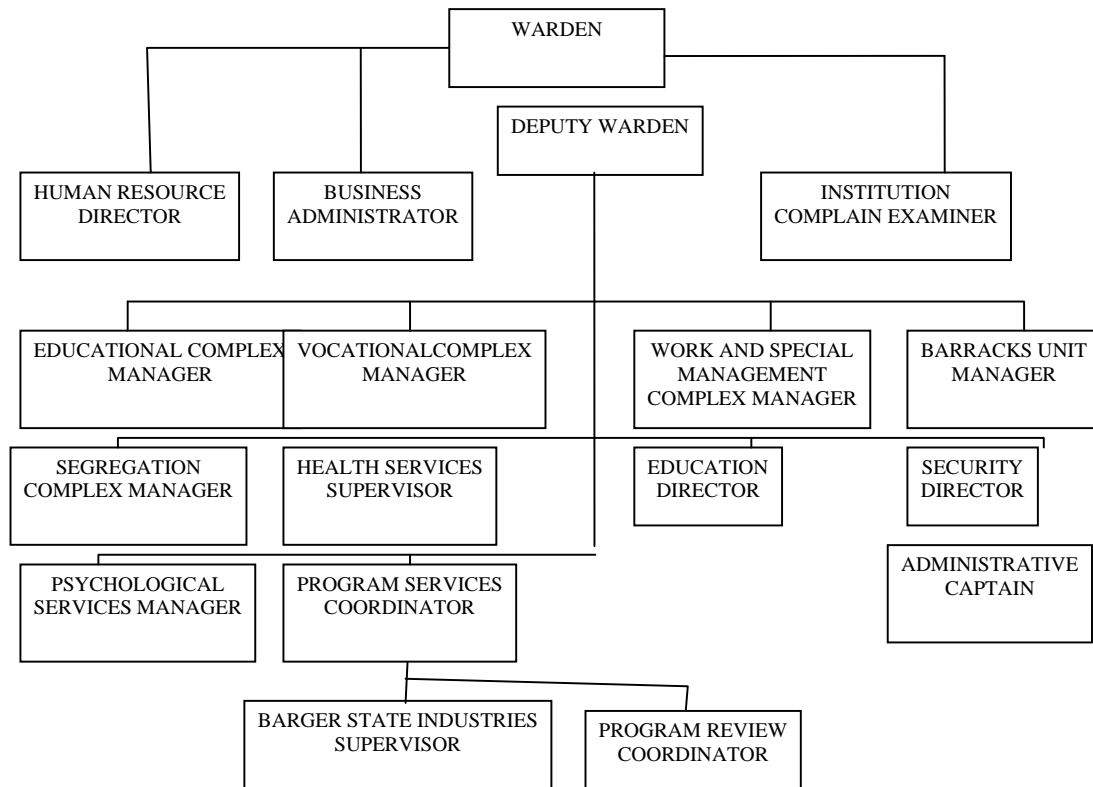 WARDEN
DEPUTY WARDEN
HUMAN RESOURCE
DIRECTOR
BUSINESS
ADMINISTRATOR
INSTITUTION
COMPLAIN EXAMINER
EDUCATIONAL COMPLEX
MANAGER
VOCATIONALCOMPLEX
MANAGER
WORK AND SPECIAL
MANAGEMENT
COMPLEX MANAGER
BARRACKS UNIT
MANAGER
SEGREGATION
COMPLEX MANAGER
HEALTH SERVICES
SUPERVISOR
EDUCATION
DIRECTOR
SECURITY
DIRECTOR
PSYCHOLOGICAL
SERVICES MANAGER
PROGRAM SERVICES
COORDINATOR
ADMINISTRATIVE
CAPTAIN
BARGER STATE INDUSTRIES
SUPERVISOR
PROGRAM REVIEW
COORDINATOR